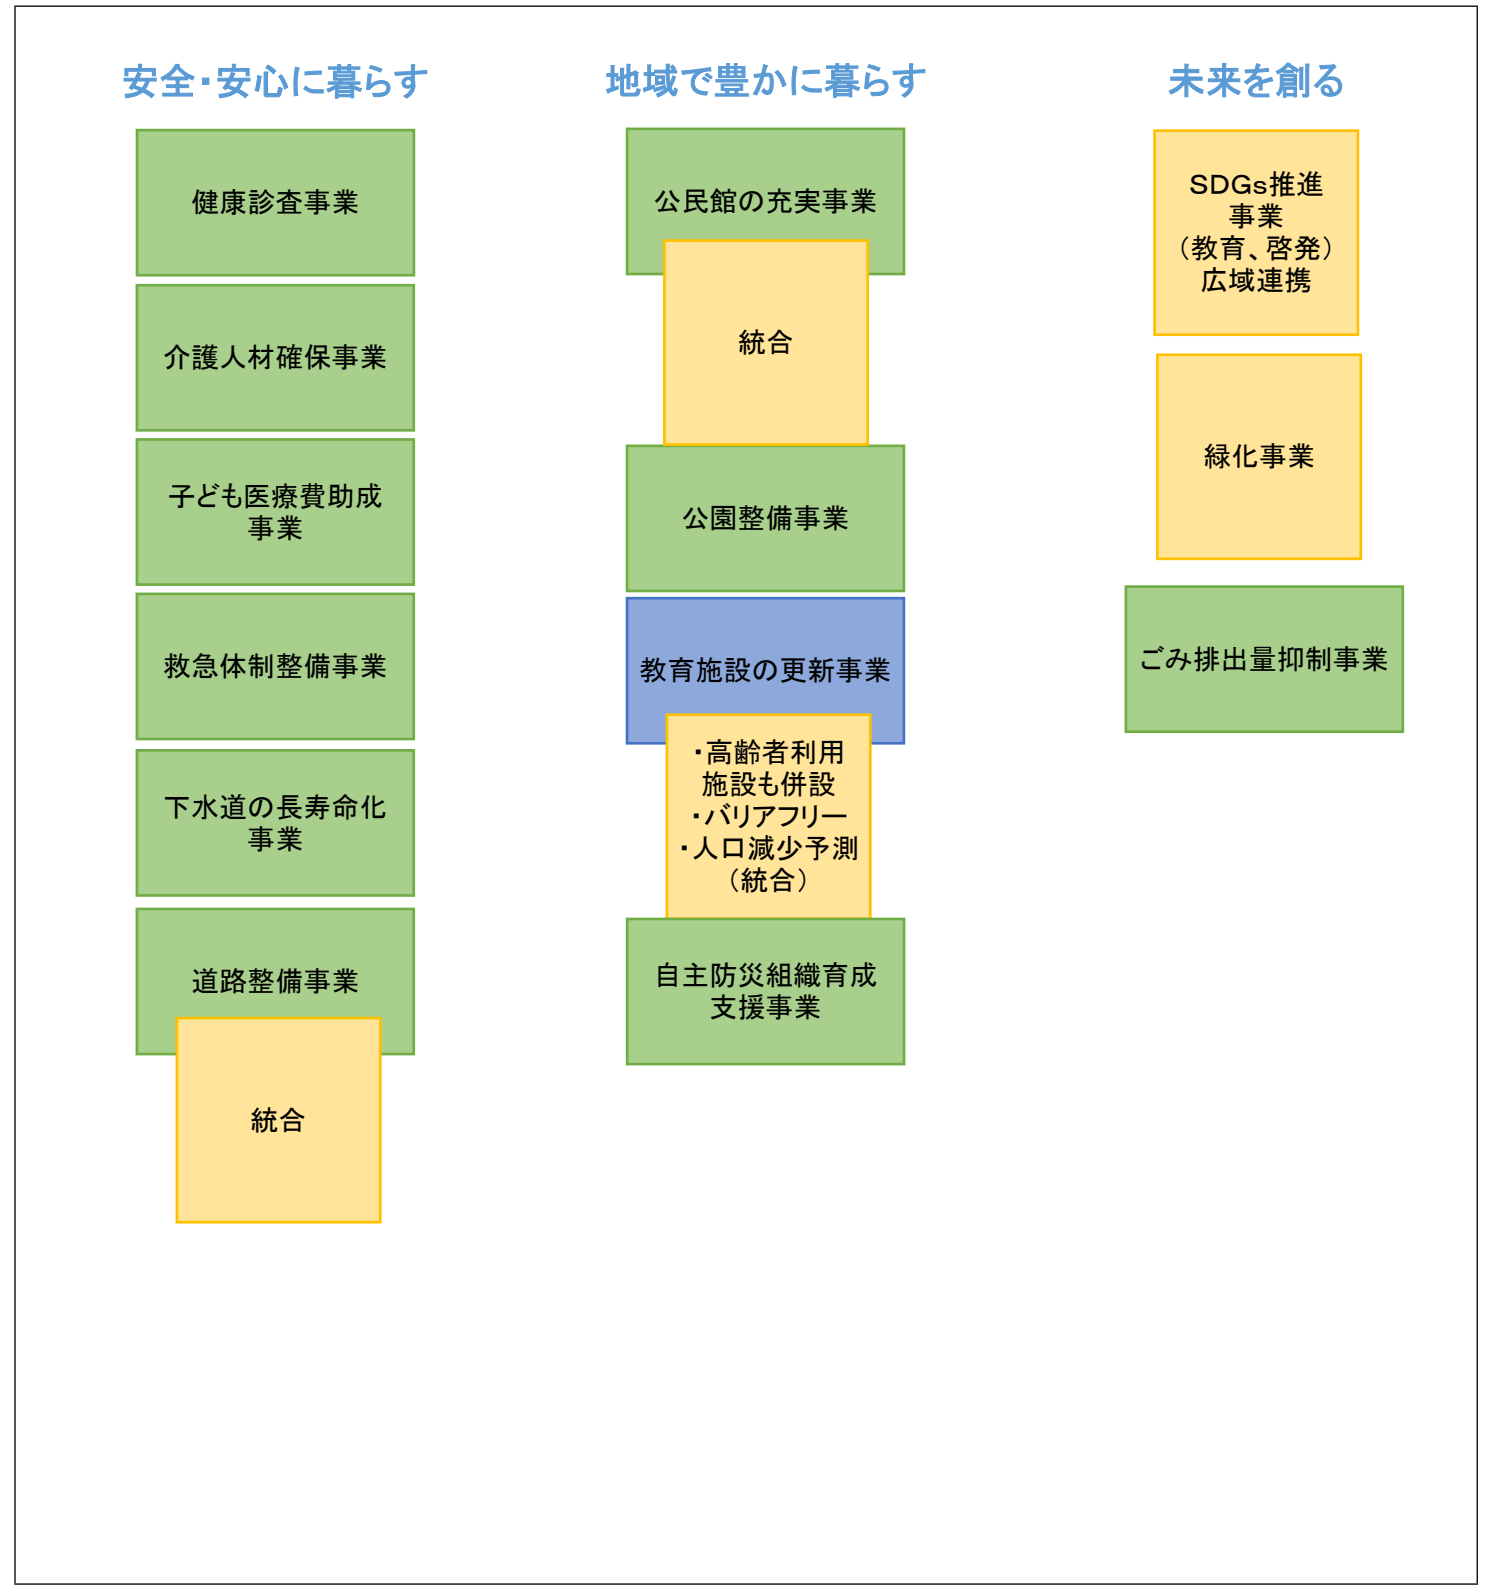 安全・安心に暮らす
健康診査事業
介護人材確保事業
子ども医療費助成
事業
救急体制整備事業
下水道の長寿命化
事業
道路整備事業
統合
地域で豊かに暮らす
公民館の充実事業
統合
公園整備事業
教育施設の更新事業
・高齢者利用
施設も併設
・バリアフリー
・人口減少予測
（統合）
自主防災組織育成
支援事業
未来を創る
SDGs推進
事業
（教育、啓発）
広域連携
緑化事業
ごみ排出量抑制事業